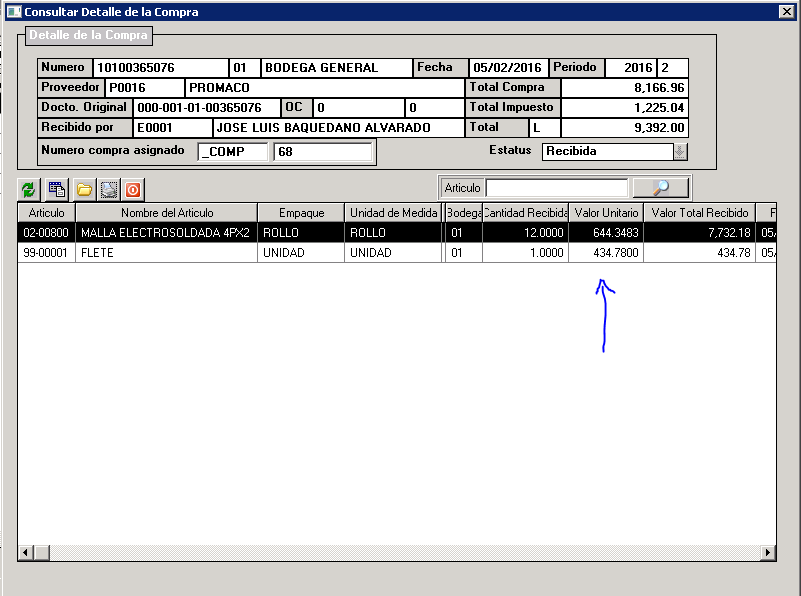 Consultar Detalle de la Compra
Detalle de la Compra
Numero 10100365076 01 BODEGA GENERAL Fecha 05/02/2016 Periodo 2016 2
Proveedor P0016 PROMACO Total Compra 8,166.96
Docto. Original 000-001-01-00365076 OC 0 0 Total Impuesto 1,225.04
Recibido por E0001 JOSE LUIS BAQUEDANO ALVARADO Total L 9,392.00
Numero compra asignado _COMP 68 Estatus Recibida
Articulo
Articulo Nombre del Articulo Empaque Unidad de Medida Bodega Cantidad Recibida Valor Unitario Valor Total Recibido F
02-00800 MALLA ELECTROSOLDADA 4PX2 ROLLO ROLLO 01 12.0000 644.3483 7,732.18 05/
99-00001 FLETE UNIDAD UNIDAD 01 1.0000 434.7800 434.78 05/